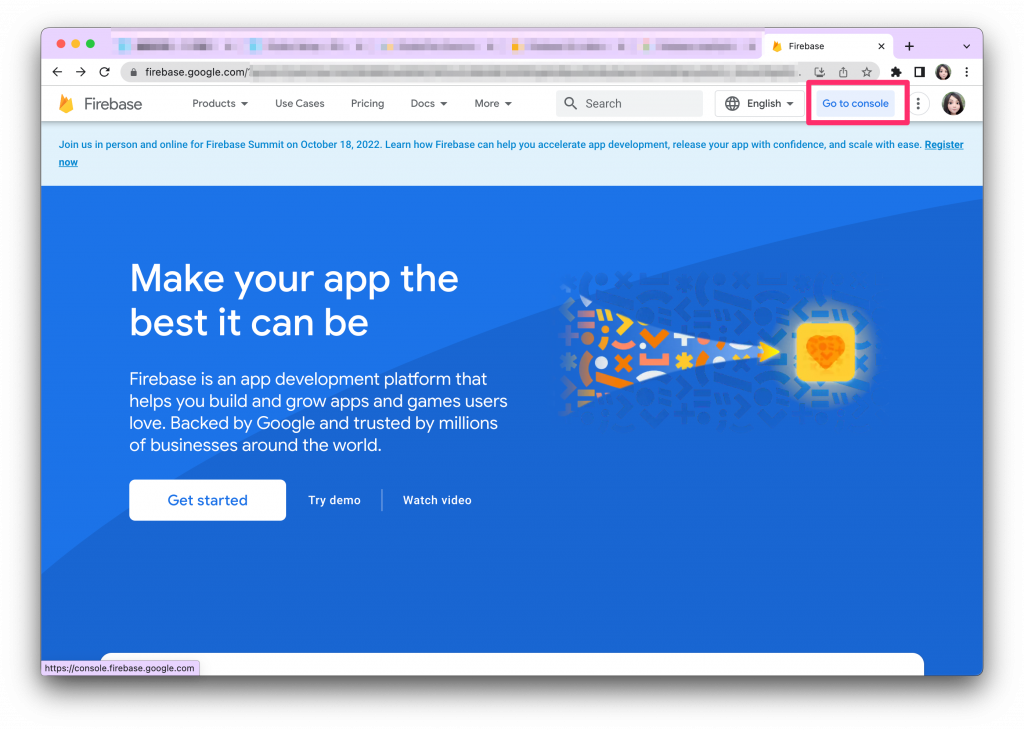 Firebase
firebase.google.com/
Firebase
Products
Use Cases
Pricing
Docs
More
Search
English
Go to console
Join us in person and online for Firebase Summit on October 18, 2022. Learn how Firebase can help you accelerate app development, release your app with confidence, and scale with ease. Register
now
Make your app the
best it can be
Firebase is an app development platform that
helps you build and grow apps and games users
love. Backed by Google and trusted by millions
of businesses around the world.
Get started
Try demo
Watch video
https://console.firebase.google.com